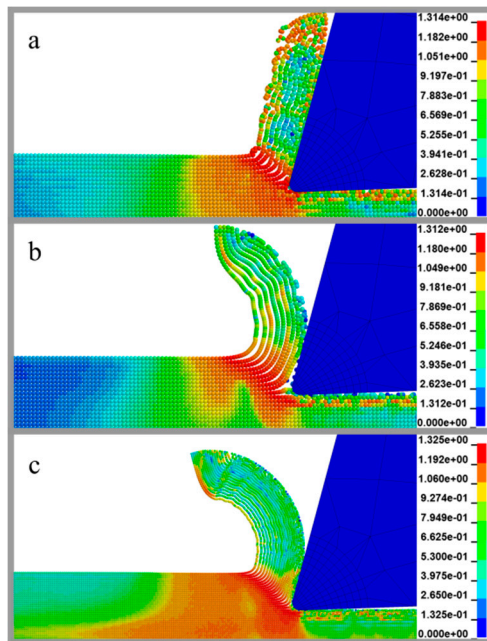 a
1.314e+00
1.182e+00
1.051e+00
9.197e-01
7.883e-01
6.569e-01
5.255e-01
3.941e-01
2.628e-01
1.314e-01
0.000e+00
b
1.312e+00
1.180e+00
1.049e+00
9.181e-01
7.869e-01
6.558e-01
5.246e-01
3.935e-01
2.623e-01
1.312e-01
0.000e+00
c
1.325e+00
1.192e+00
1.060e+00
9.274e-01
7.949e-01
6.625e-01
5.300e-01
3.975e-01
2.650e-01
1.325e-01
0.000e+00